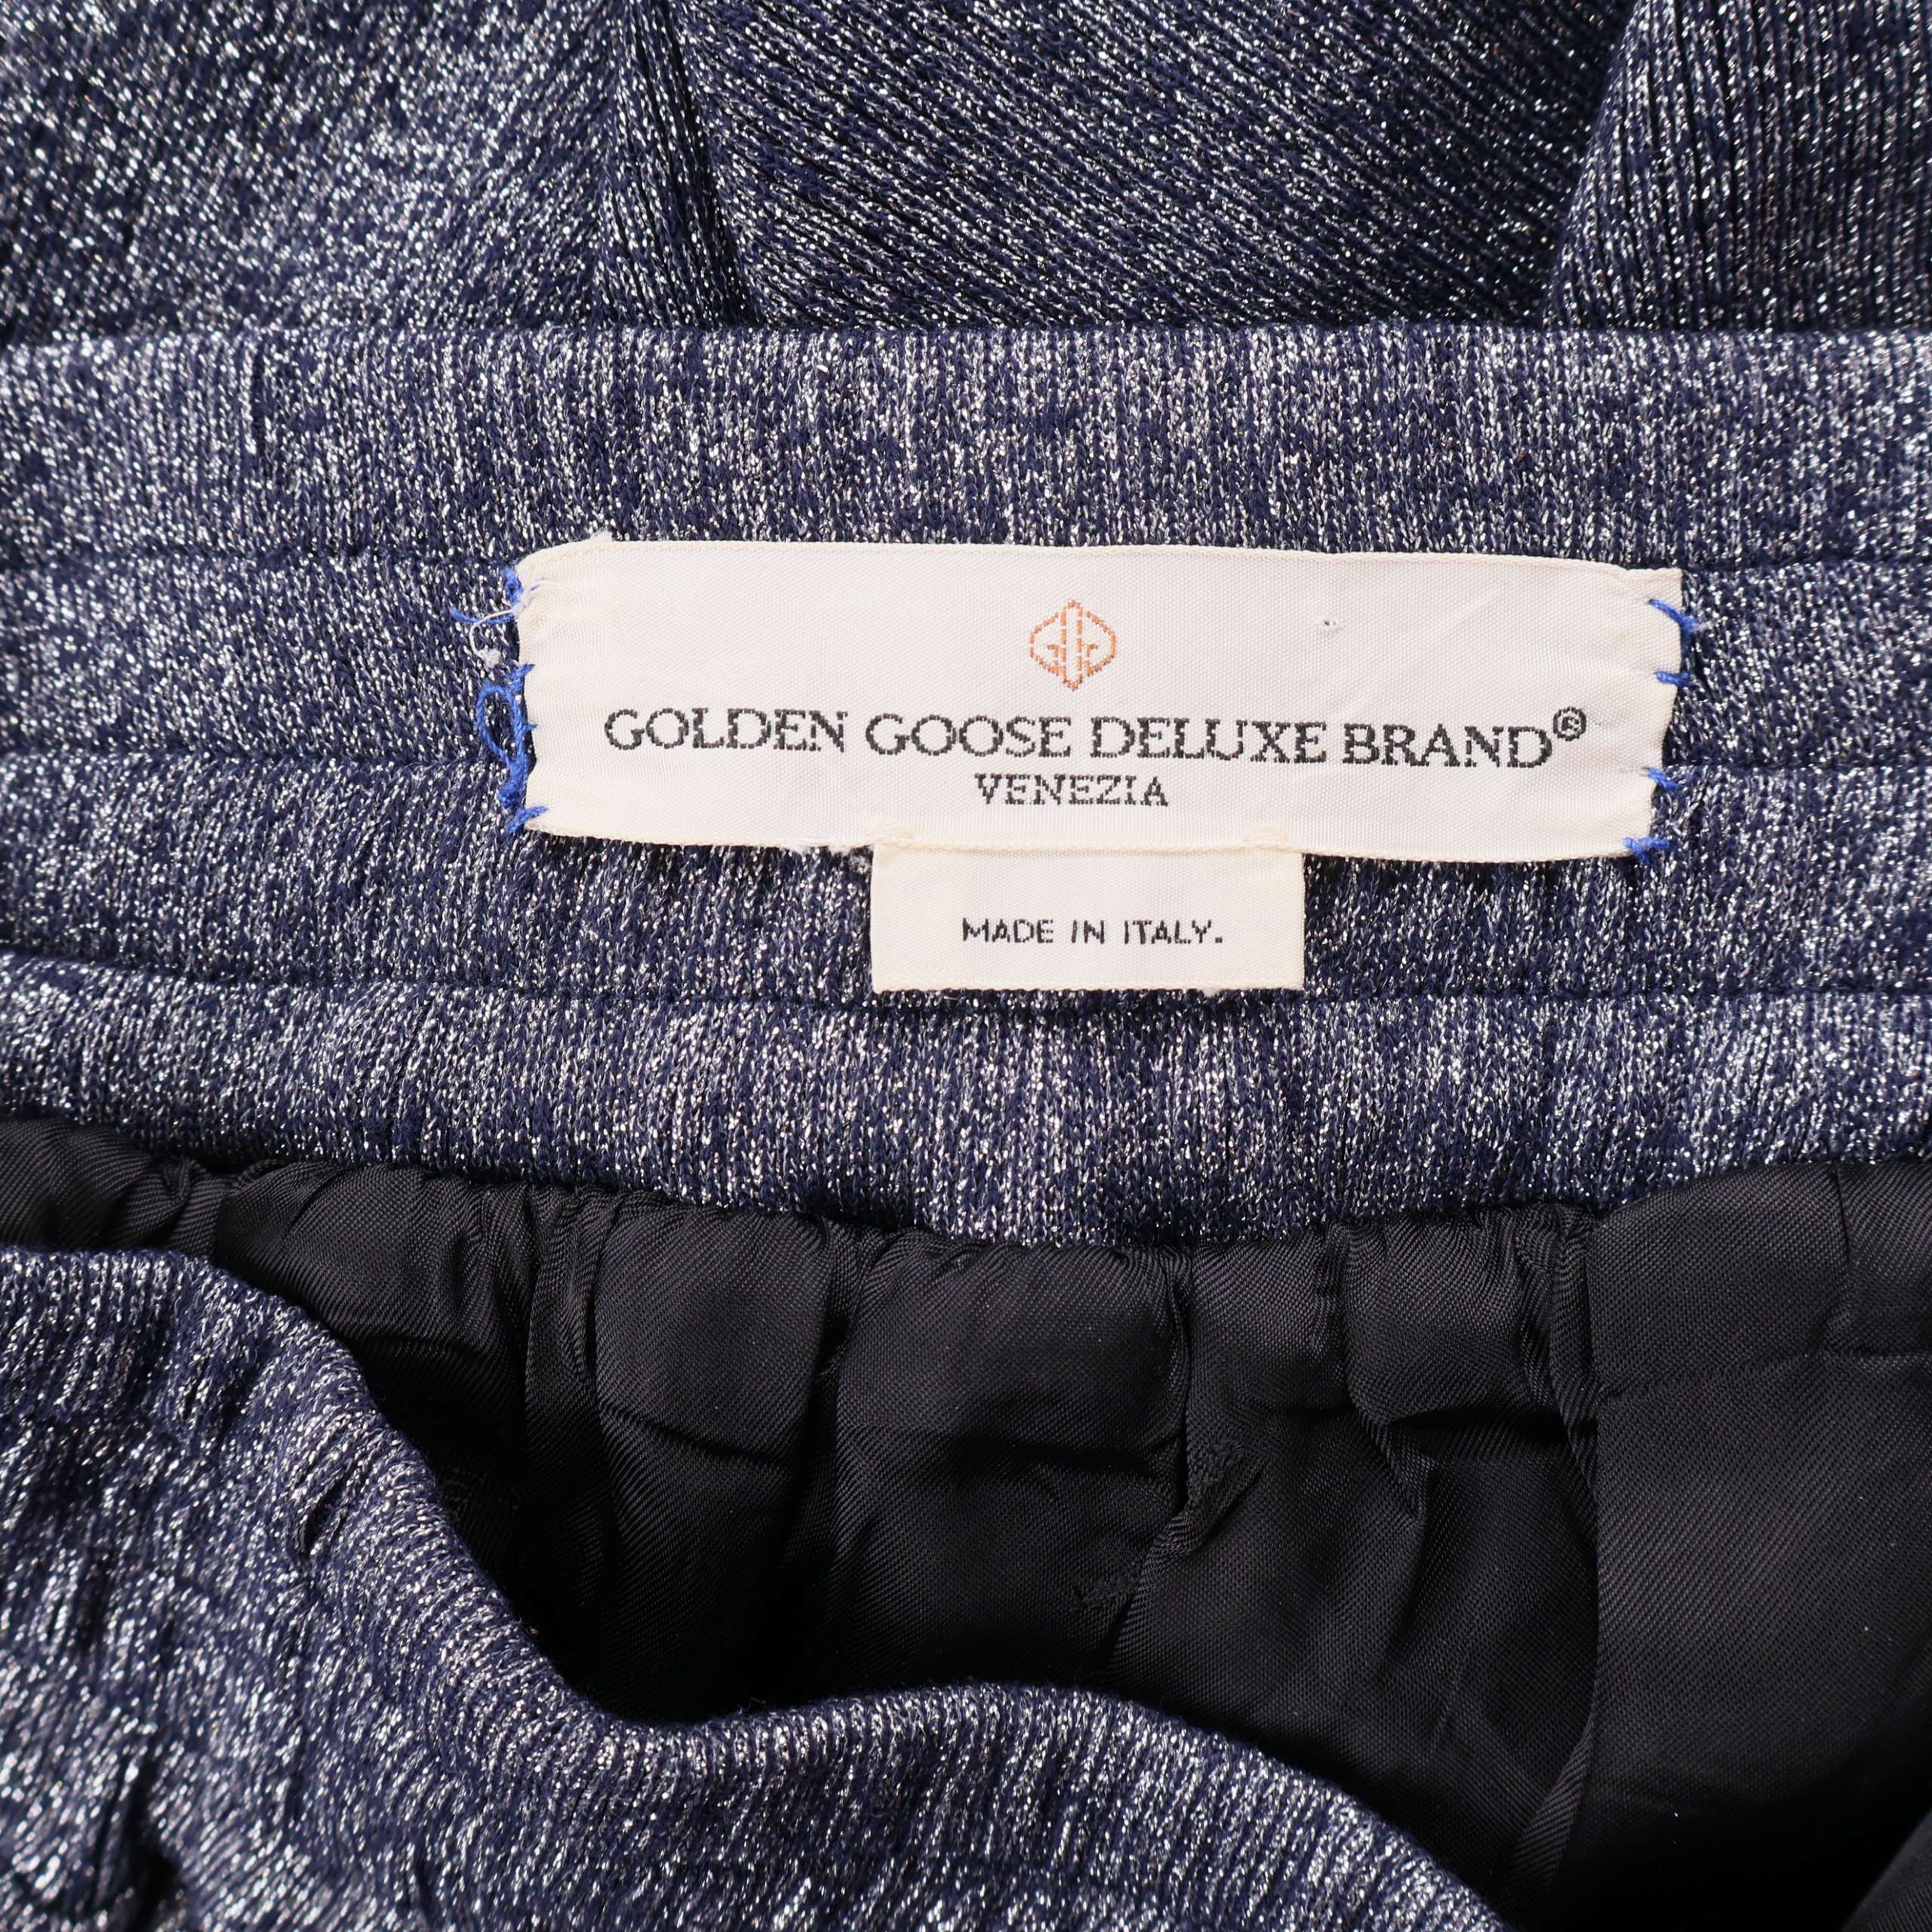 GOLDEN GOOSE DELUXE BRAND®
VENEZIA
MADE IN ITALY.